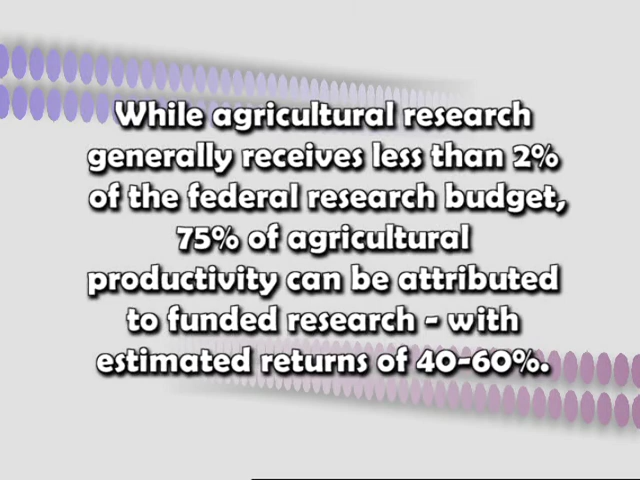 While agricultural research
generally receives less than 2%
of the federal research budget,
75% of agricultural
productivity can be attributed
to funded research - with
estimated returns of 40-60%.